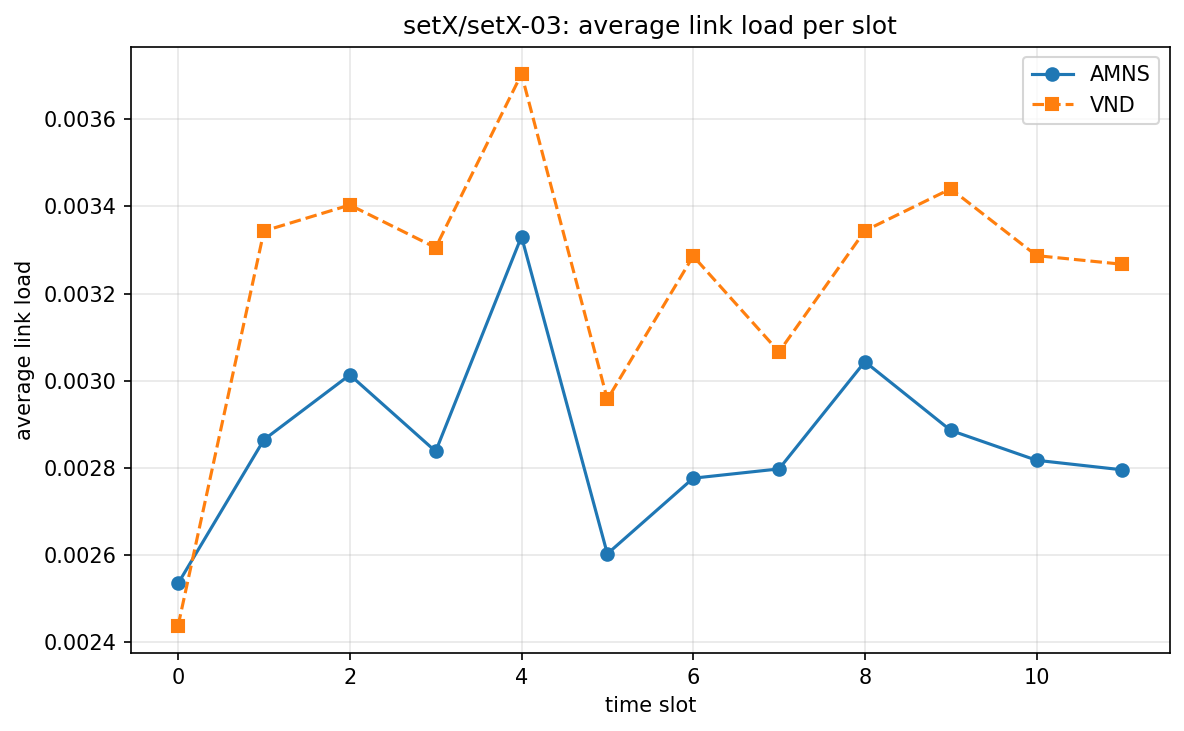 setX/setX-03: average link load per slot
AMNS
VND
average link load
0.0036
0.0034
0.0032
0.0030
0.0028
0.0026
0.0024
0 2 4 6 8 10
time slot